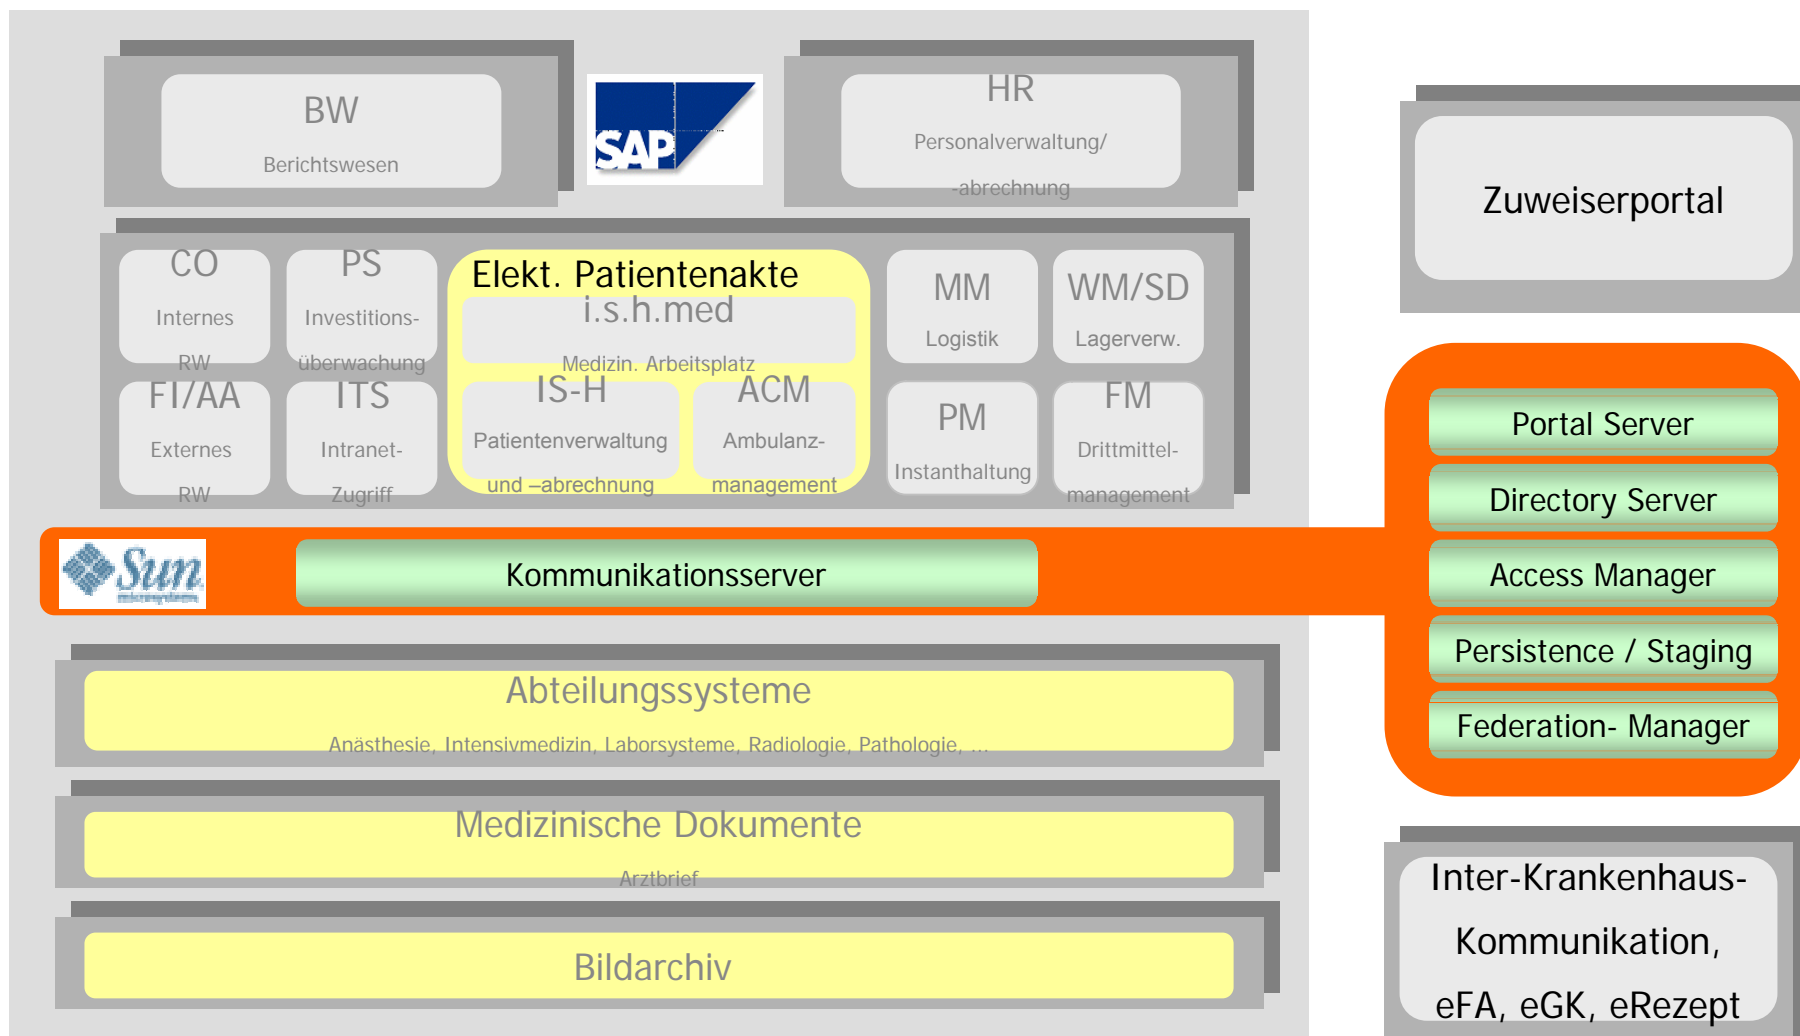 BW
Berichtswesen
SAP
HR
Personalverwaltung/
-abrechnung
Zuweiserportal
CO
Internes
RW
PS
Investitions-
überwachung
Elekt. Patientenakte
i.s.h.med
Medizin. Arbeitsplatz
MM
Logistik
WM/SD
Lagerverw.
FI/AA
Externes
RW
ITS
Intranet-
Zugriff
IS-H
Patientenverwaltung
und –abrechnung
ACM
Ambulanz-
management
PM
Instanthaltung
FM
Drittmittel-
management
Sun
microsystems
Kommunikationsserver
Portal Server
Directory Server
Access Manager
Persistence / Staging
Federation- Manager
Abteilungssysteme
Anästhesie, Intensivmedizin, Laborsysteme, Radiologie, Pathologie, ...
Medizinische Dokumente
Arztbrief
Bildarchiv
Inter-Krankenhaus-
Kommunikation,
eFA, eGK, eRezept